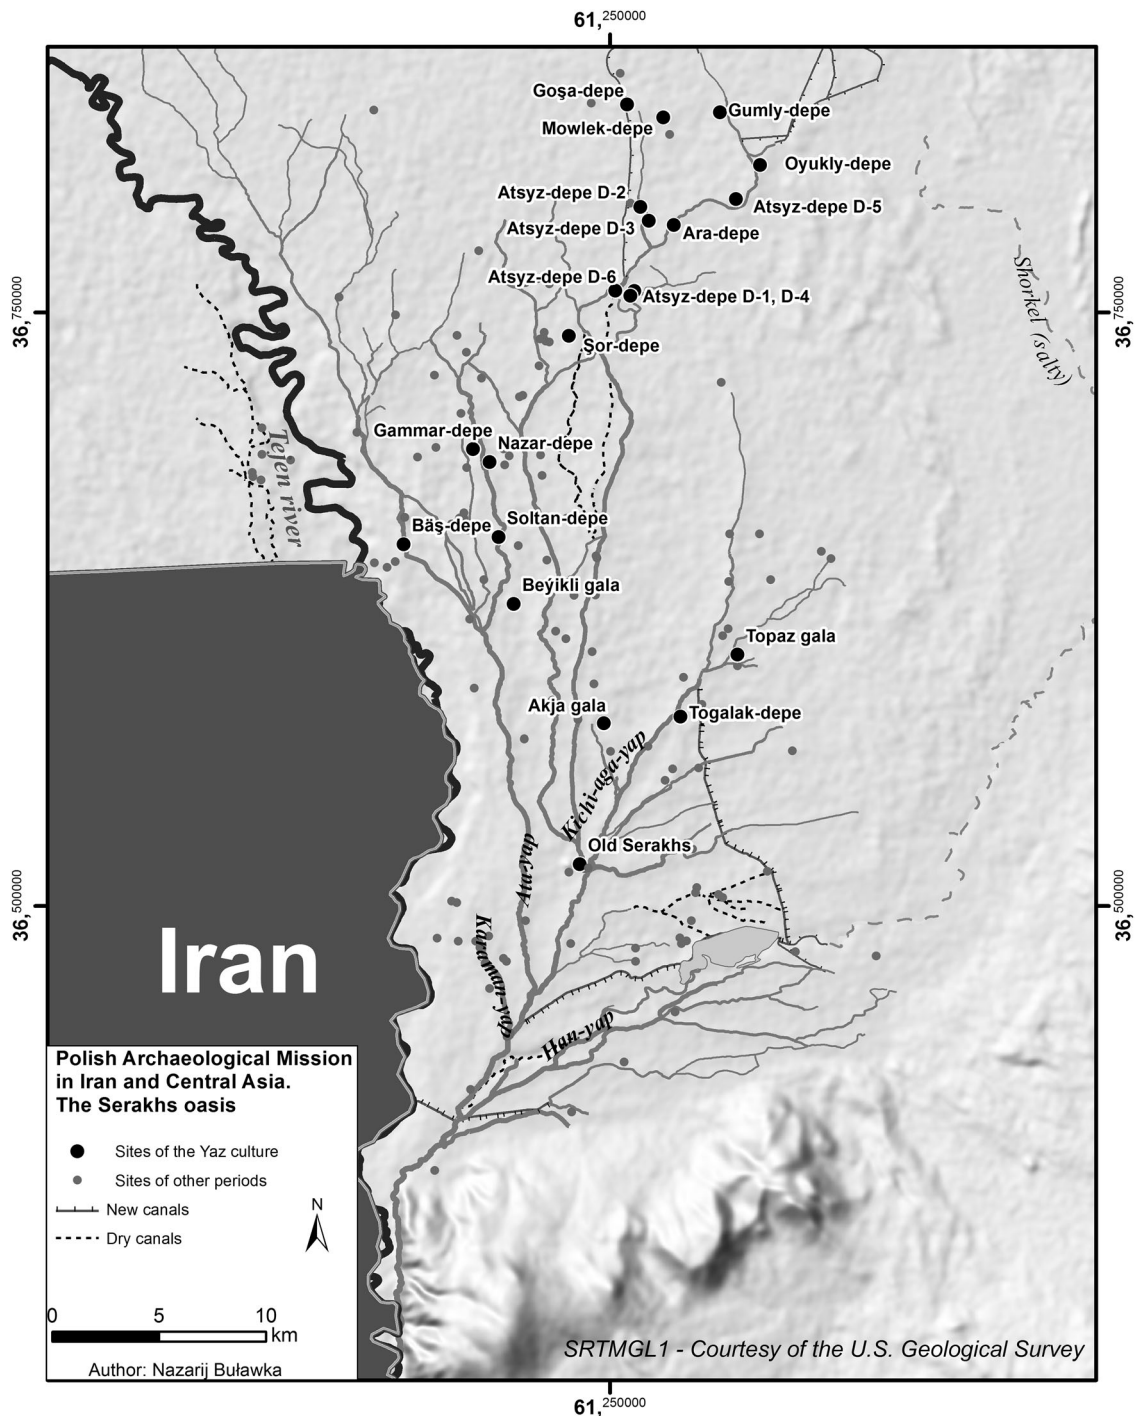 61,250000
Goşa-depe
Mowlek-depe
Gumly-depe
Oyukly-depe
Atsyz-depe D-2
Atsyz-depe D-5
Atsyz-depe D-3
Ara-depe
Atsyz-depe D-6
Atsyz-depe D-1, D-4
Shorkel (salty)
36,750000
36,750000
Şor-depe
Gammar-depe
Nazar-depe
Tejen river
Bäş-depe
Soltan-depe
Beýikli gala
Topaz gala
Akja gala
Togalak-depe
Kichi-aga-yap
Old Serakhs
Ata-yap
36,500000
36,500000
Karaman-yap
Iran
Han-yap
Polish Archaeological Mission
in Iran and Central Asia.
The Serakhs oasis
Sites of the Yaz culture
Sites of other periods
New canals
Dry canals
N
0 5 10
km
Author: Nazarij Buławka
SRTMGL1 - Courtesy of the U.S. Geological Survey
61,250000